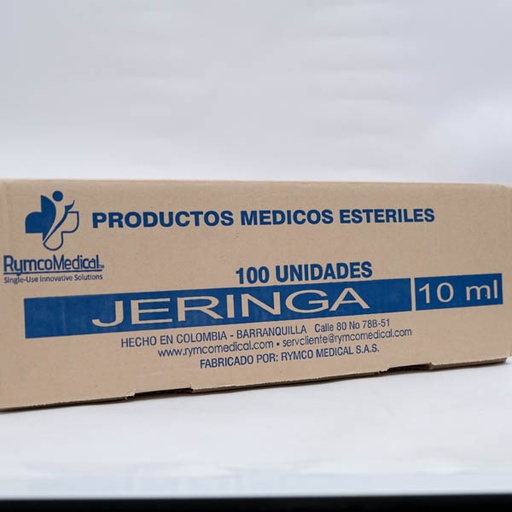 PRODUCTOS MEDICOS ESTERILES
RymcoMedical
Single-Use Innovative Solutions
100 UNIDADES
JERINGA 10 ml
HECHO EN COLOMBIA - BARRANQUILLA Calle 80 No 78B-51
www.rymcomedical.com • servcliente@rymcomedical.com
FABRICADO POR: RYMCO MEDICAL S.A.S.